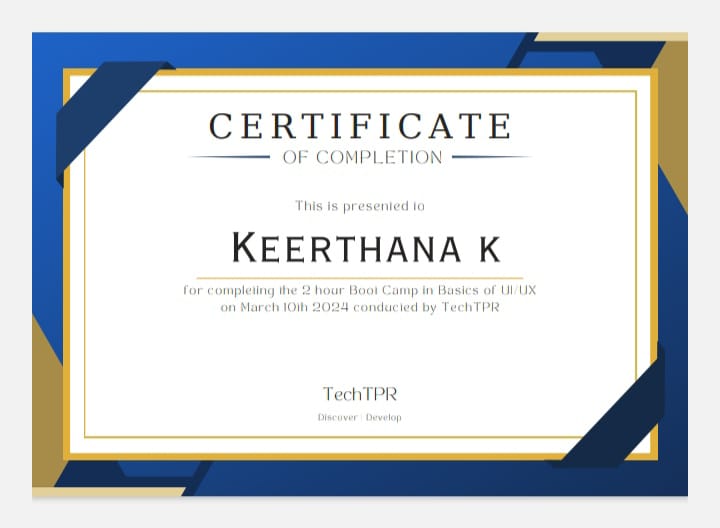 CERTIFICATE
OF COMPLETION
This is presented to
KEERTHANA K
for completing the 2 hour Boot Camp in Basics of UI/UX
on March 10th 2024 conducted by TechTPR
TechTPR
Discover | Develop